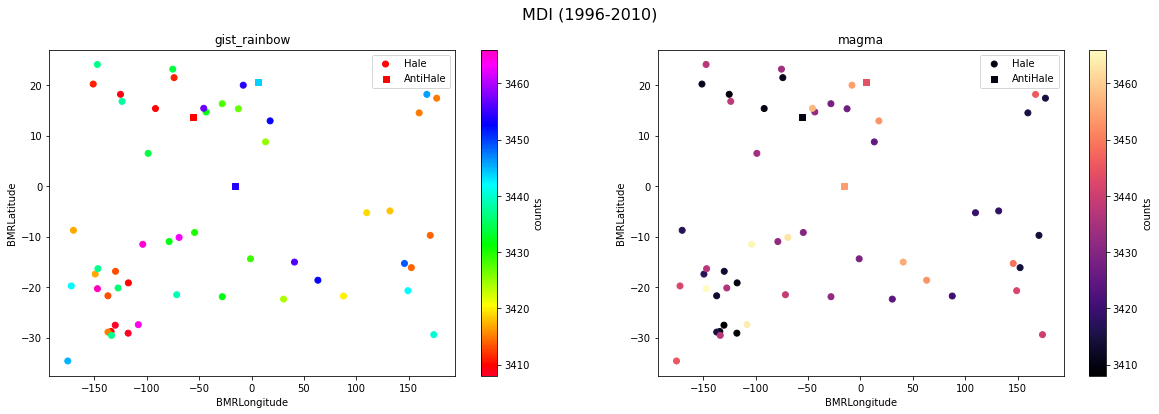 MDI (1996-2010)
gist_rainbow
Hale
AntiHale
20
10
0
−10
−20
−30
BMRLatitude
−150
−100
−50
0
50
100
150
BMRLongitude
3460
3450
3440
3430
3420
3410
counts
magma
Hale
AntiHale
20
10
0
−10
−20
−30
BMRLatitude
−150
−100
−50
0
50
100
150
BMRLongitude
3460
3450
3440
3430
3420
3410
counts